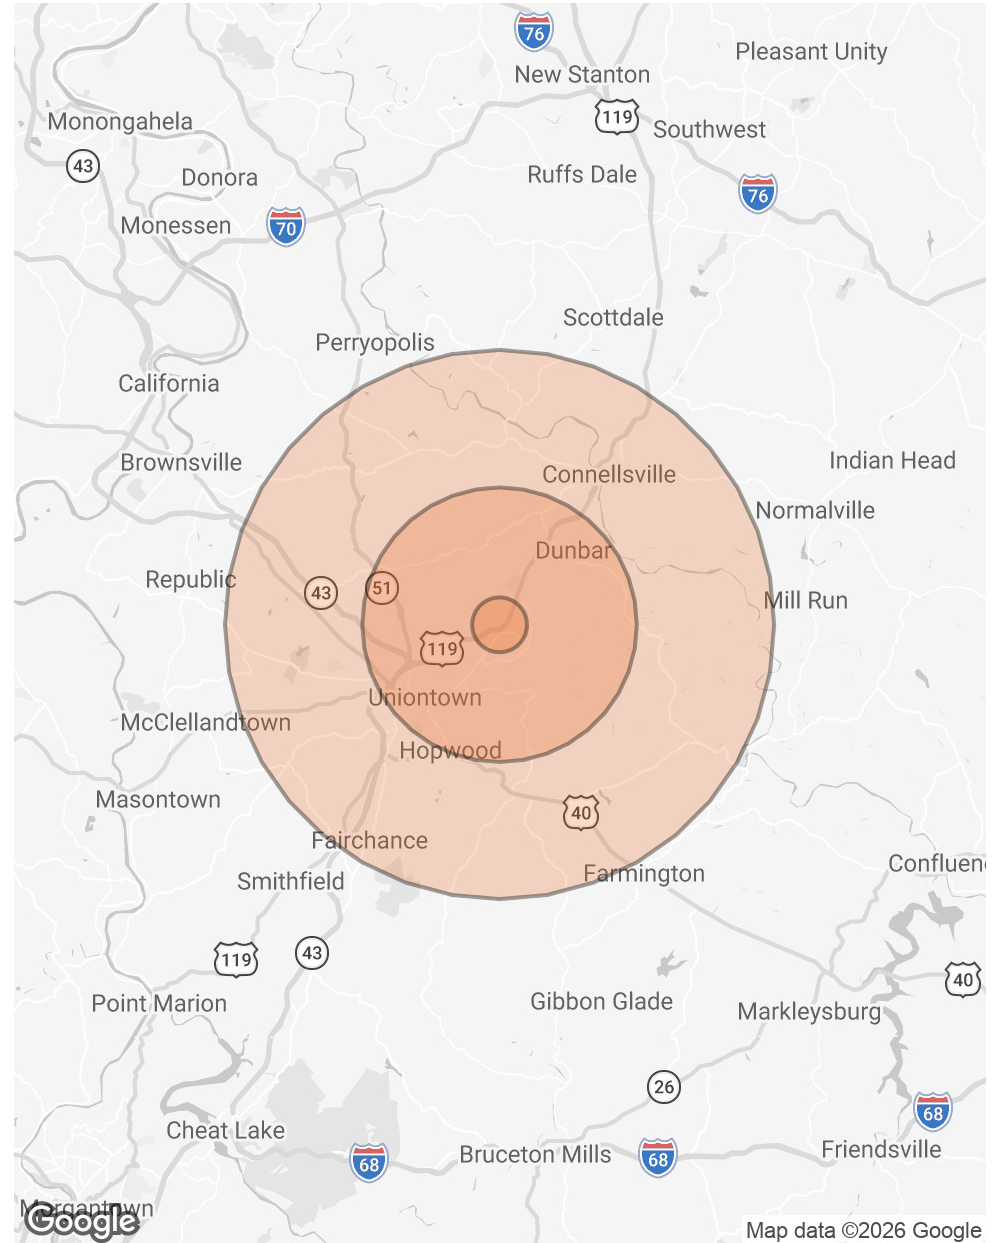 76
Pleasant Unity
New Stanton
119
Monongahela
Southwest
43
Ruffs Dale
Donora
76
Monessen
70
Scottdale
Perryopolis
California
Brownsville
Connellsville
Indian Head
Normalville
Dunbar
Republic
43
51
Mill Run
119
Uniontown
McClellandtown
Hopwood
Masontown
40
Fairchance
Smithfield
Farmington
Confluen
119
43
40
Point Marion
Gibbon Glade
Markleysburg
26
68
Cheat Lake
68
Bruceton Mills
68
Friendsville
Morgantown
Google
Map data ©2026 Google